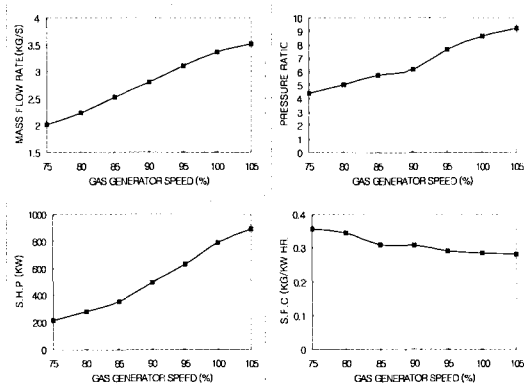 MASS FLOW RATE(KG/S)
4
3.5
3
2.5
2
1.5
75 80 85 90 95 100 105
GAS GENERATOR SPEED (%)
PRESSURE RATIO
10
9
8
7
6
5
4
3
2
1
0
75 80 85 90 95 100 105
GAS GENERATOR SPEED (%)
S.H.P (KW)
1000
800
600
400
200
0
75 80 85 90 95 100 105
GAS GENERATOR SPEED (%)
S.F.C (KG/KW HR.
0.4
0.3
0.2
0.1
0
75 80 85 90 95 100 105
GAS GENERATOR SPEED (%)